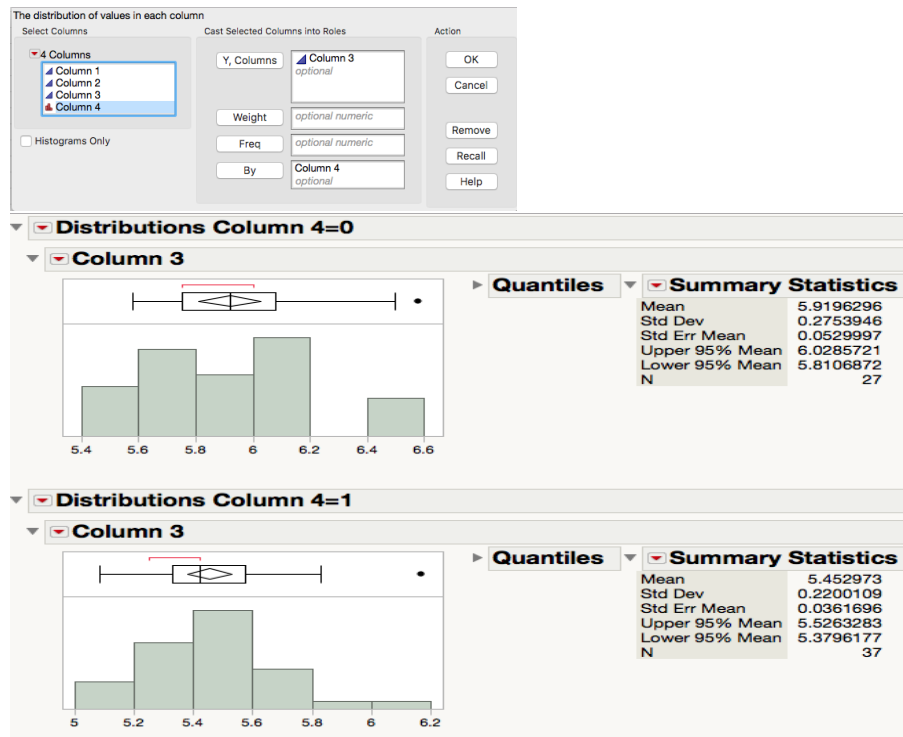 The distribution of values in each column
Select Columns
Cast Selected Columns into Roles
Action
4 Columns
Column 1
Column 2
Column 3
Column 4
Histograms Only
Y, Columns
Column 3
optional
Weight
optional numeric
Freq
optional numeric
By
Column 4
optional
OK
Cancel
Remove
Recall
Help
Distributions Column 4=0
Column 3
5.4 5.6 5.8 6 6.2 6.4 6.6
Quantiles
Summary Statistics
Mean 5.9196296
Std Dev 0.2753946
Std Err Mean 0.0529997
Upper 95% Mean 6.0285721
Lower 95% Mean 5.8106872
N 27
Distributions Column 4=1
Column 3
5 5.2 5.4 5.6 5.8 6 6.2
Quantiles
Summary Statistics
Mean 5.452973
Std Dev 0.2200109
Std Err Mean 0.0361696
Upper 95% Mean 5.5263283
Lower 95% Mean 5.3796177
N 37